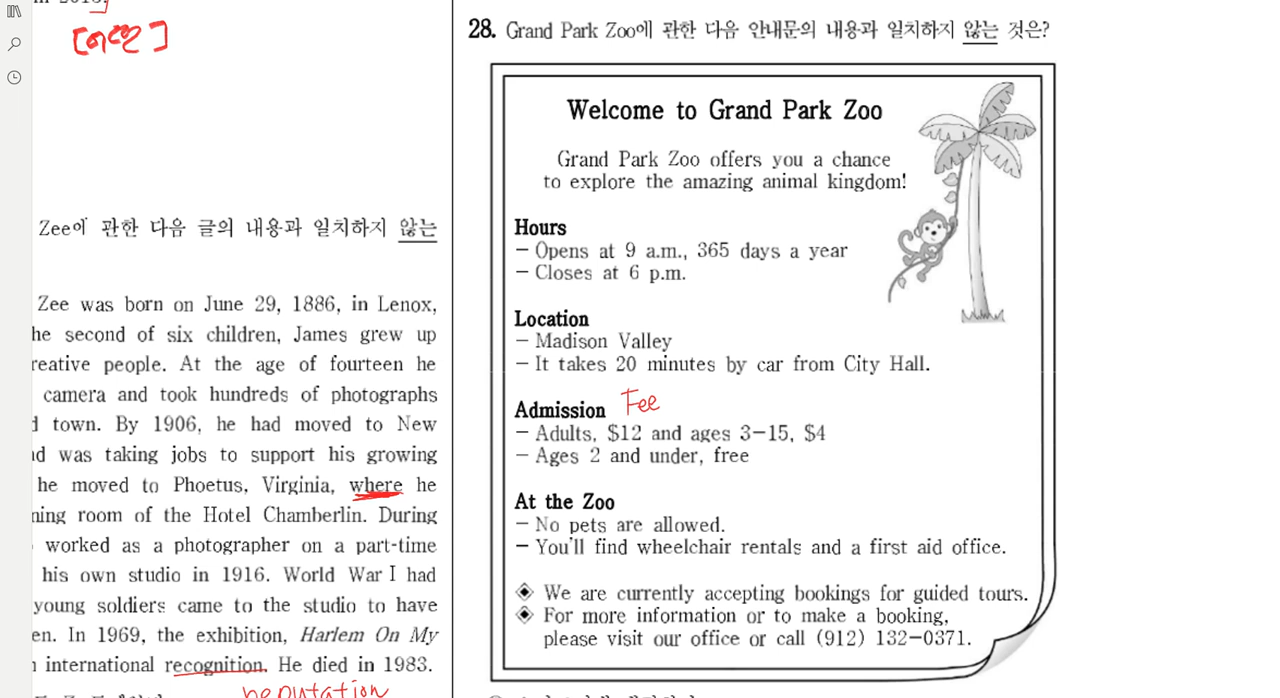 [어떤]
Zee에 관한 다음 글의 내용과 일치하지 않는
Zee was born on June 29, 1886, in Lenox,
the second of six children, James grew up
creative people. At the age of fourteen he
camera and took hundreds of photographs
town. By 1906, he had moved to New
was taking jobs to support his growing
he moved to Phoetus, Virginia, where he
room of the Hotel Chamberlin. During
worked as a photographer on a part-time
his own studio in 1916. World War I had
young soldiers came to the studio to have
In 1969, the exhibition, Harlem On My
international recognition. He died in 1983.
reputation
28. Grand Park Zoo에 관한 다음 안내문의 내용과 일치하지 않는 것은?
Welcome to Grand Park Zoo
Grand Park Zoo offers you a chance
to explore the amazing animal kingdom!
Hours
- Opens at 9 a.m., 365 days a year
- Closes at 6 p.m.
Location
- Madison Valley
- It takes 20 minutes by car from City Hall.
Admission Fee
- Adults, $12 and ages 3-15, $4
- Ages 2 and under, free
At the Zoo
- No pets are allowed.
- You'll find wheelchair rentals and a first aid office.
◈ We are currently accepting bookings for guided tours.
◈ For more information or to make a booking,
please visit our office or call (912) 132-0371.